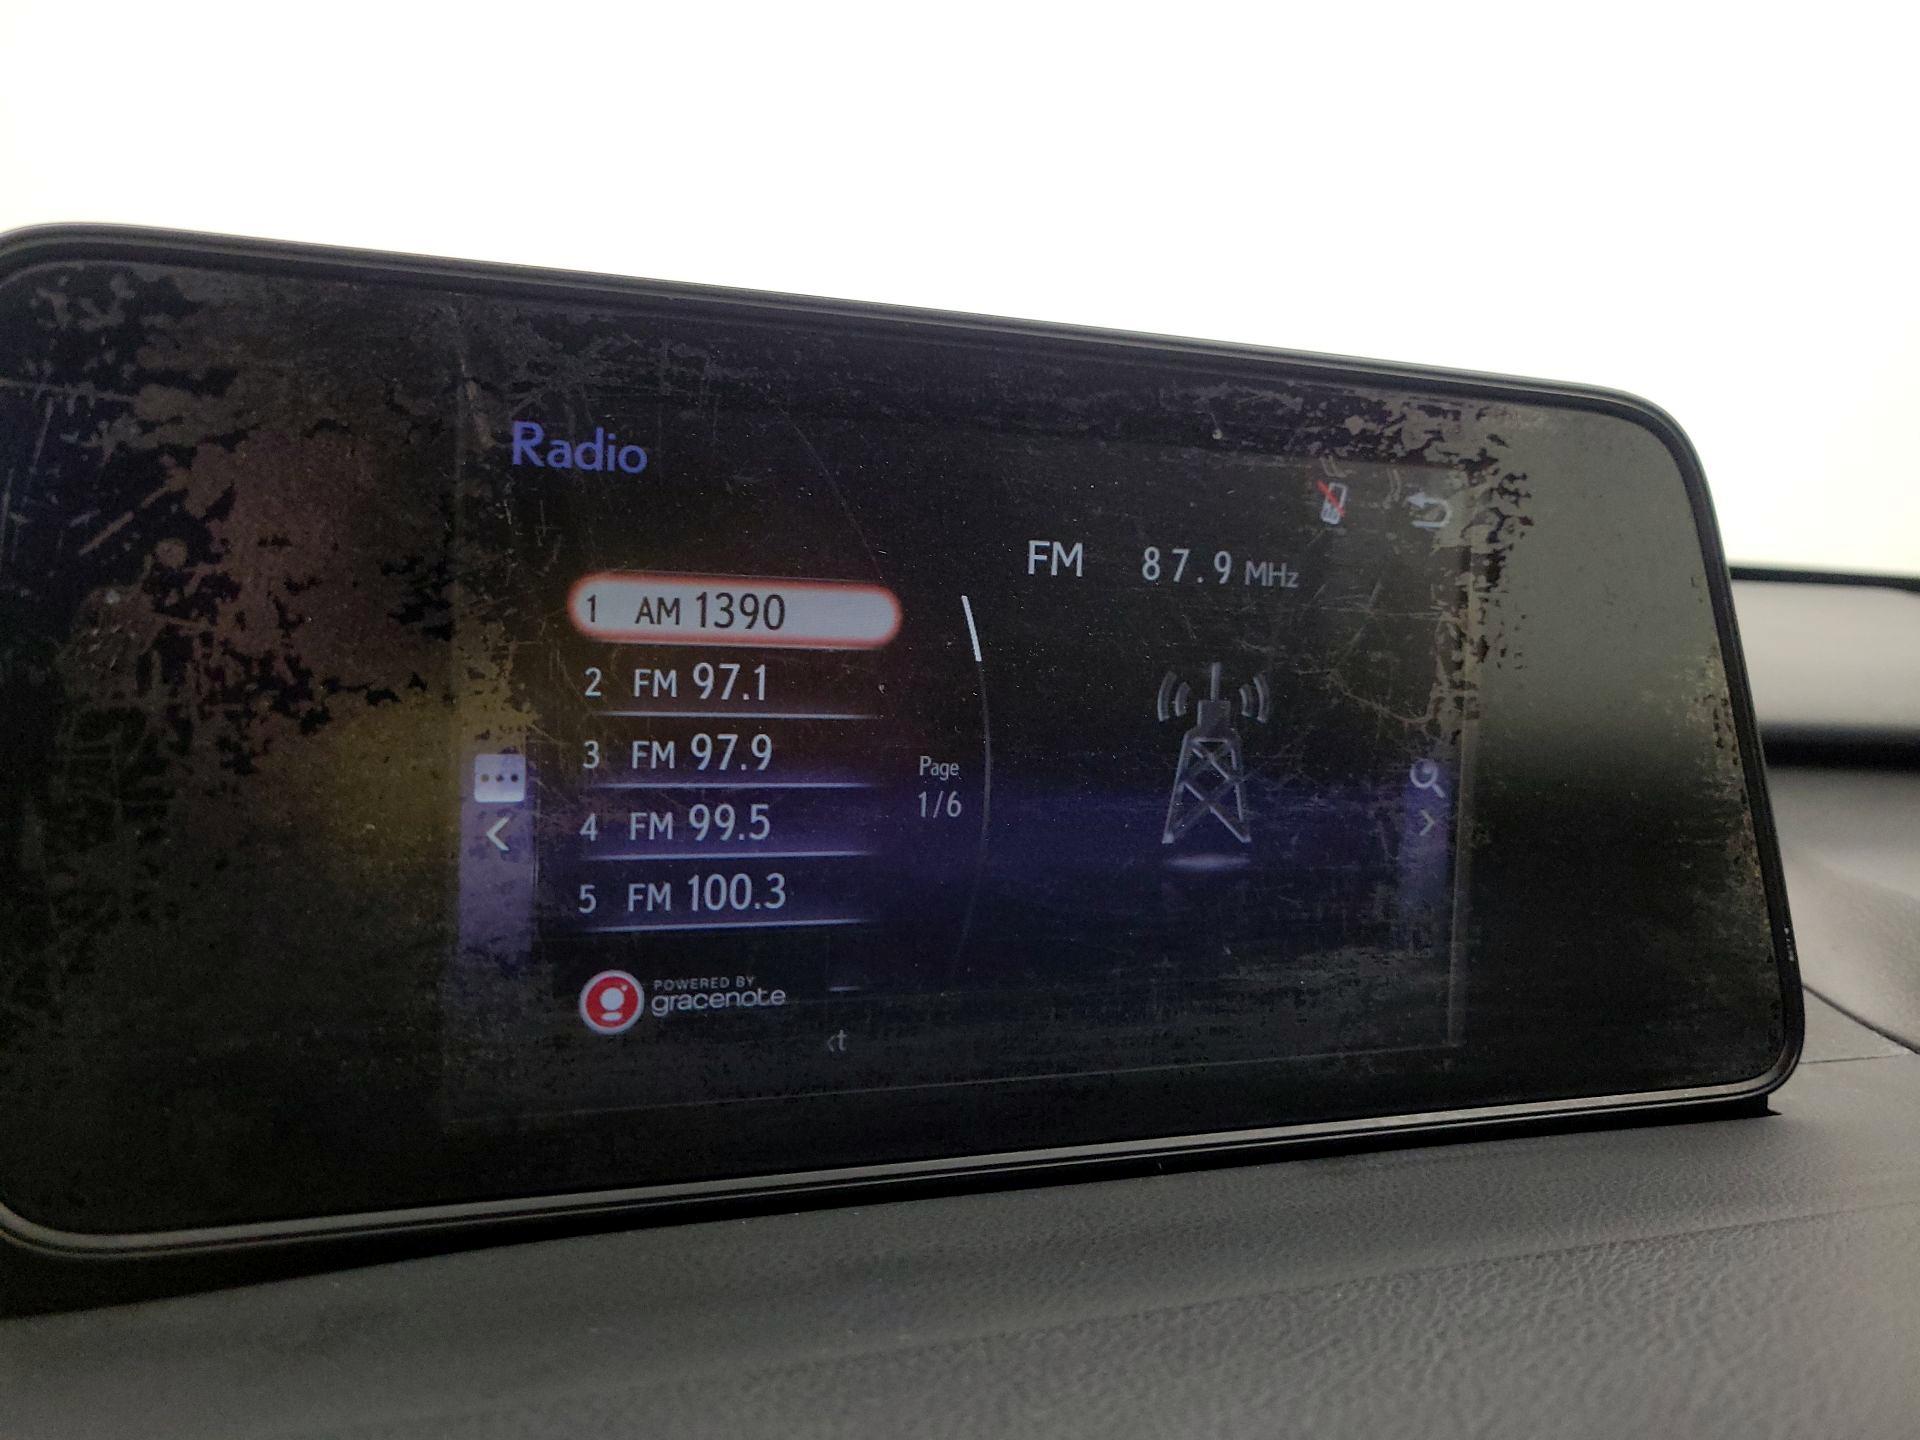 Radio
FM 87.9 MHz
1 AM 1390
2 FM 97.1
3 FM 97.9
4 FM 99.5
5 FM 100.3
Page
1/6
POWERED BY
gracenote